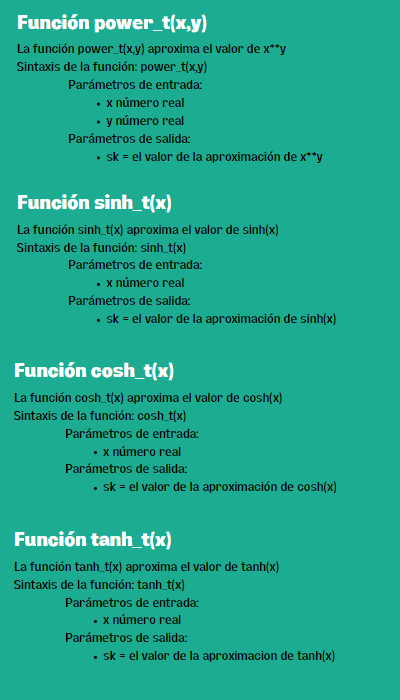 Función power_t(x,y)
La función power_t(x,y) aproxima el valor de x**y
Sintaxis de la función: power_t(x,y)
Parámetros de entrada:
• x número real
• y número real
Parámetros de salida:
• sk = el valor de la aproximación de x**y
Función sinh_t(x)
La función sinh_t(x) aproxima el valor de sinh(x)
Sintaxis de la función: sinh_t(x)
Parámetros de entrada:
• x número real
Parámetros de salida:
• sk = el valor de la aproximación de sinh(x)
Función cosh_t(x)
La función cosh_t(x) aproxima el valor de cosh(x)
Sintaxis de la función: cosh_t(x)
Parámetros de entrada:
• x número real
Parámetros de salida:
• sk = el valor de la aproximación de cosh(x)
Función tanh_t(x)
La función tanh_t(x) aproxima el valor de tanh(x)
Sintaxis de la función: tanh_t(x)
Parámetros de entrada:
• x número real
Parámetros de salida:
• sk = el valor de la aproximacion de tanh(x)